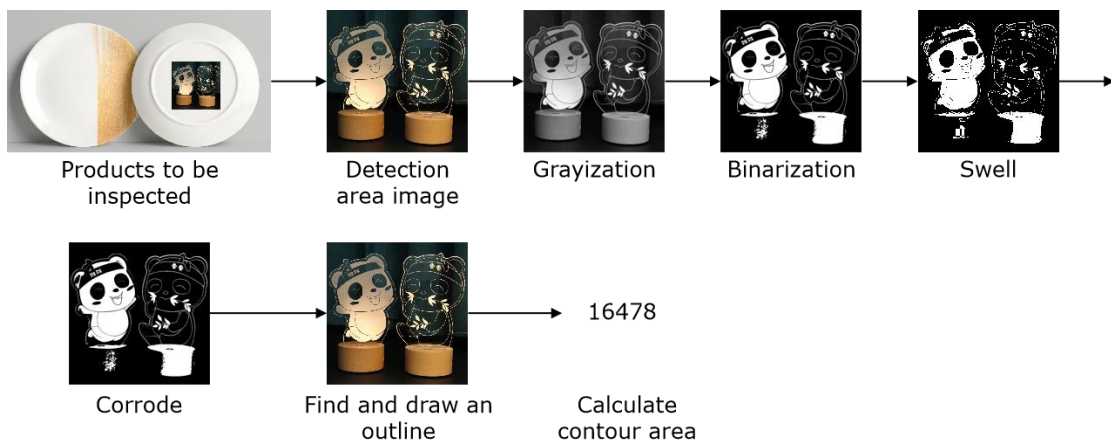 Products to be
inspected
Detection
area image
Grayization
Binarization
Swell
Corrode
Find and draw an
outline
16478
Calculate
contour area